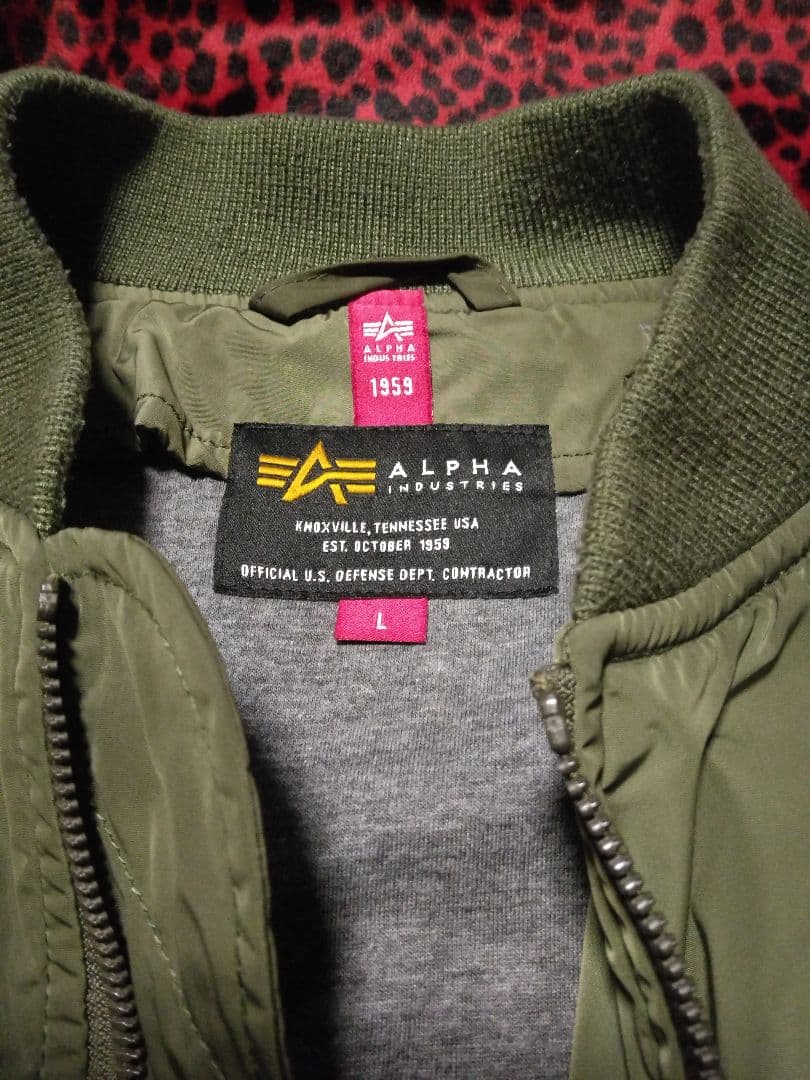 ALPHA
INDUSTRIES
1959
ALPHA
INDUSTRIES
KNOXVILLE, TENNESSEE USA
EST. OCTOBER 1959
OFFICIAL U.S. DEFENSE DEPT. CONTRACTOR
L